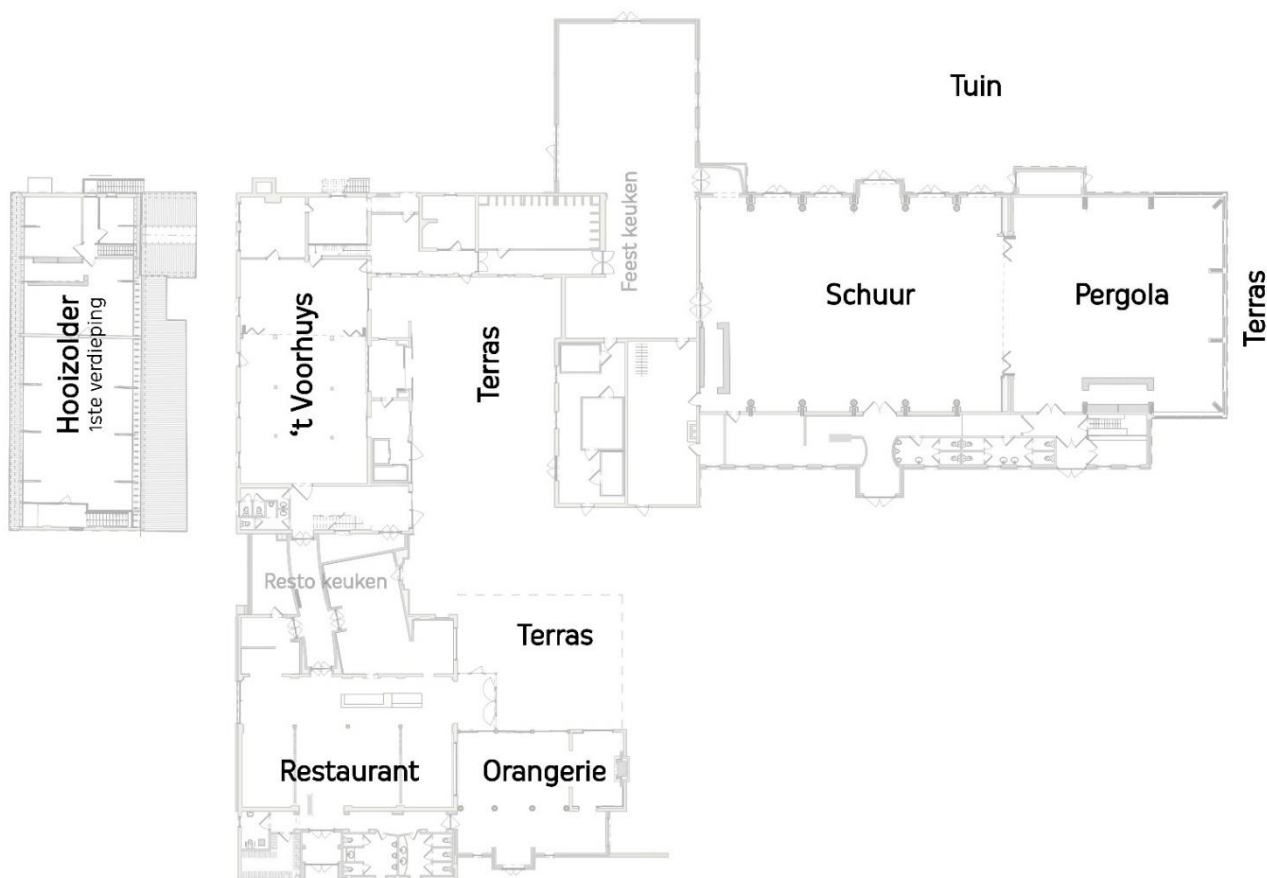 Tuin
Hooizolder
1ste verdieping
‘t Voorhuys
Terras
Feest keuken
Schuur
Pergola
Terras
Resto keuken
Terras
Restaurant
Orangerie